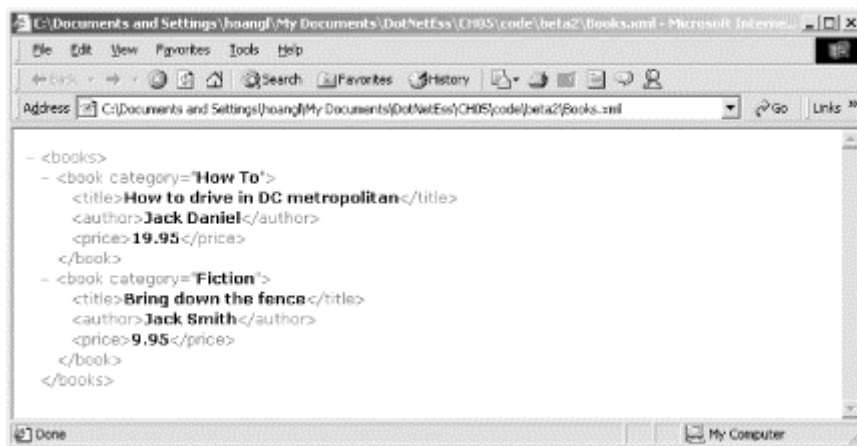 C:\Documents and Settings\hoangl\My Documents\DotNetEss\CH05\code\beta2\Books.xml - Microsoft Interne...
File Edit View Favorites Tools Help
Back Search Favorites History
Address C:\Documents and Settings\hoangl\My Documents\DotNetEss\CH05\code\beta2\Books.xml Go Links »
- <books>
- <book category="How To">
<title>How to drive in DC metropolitan</title>
<author>Jack Daniel</author>
<price>19.95</price>
</book>
- <book category="Fiction">
<title>Bring down the fence</title>
<author>Jack Smith</author>
<price>9.95</price>
</book>
</books>
Done My Computer